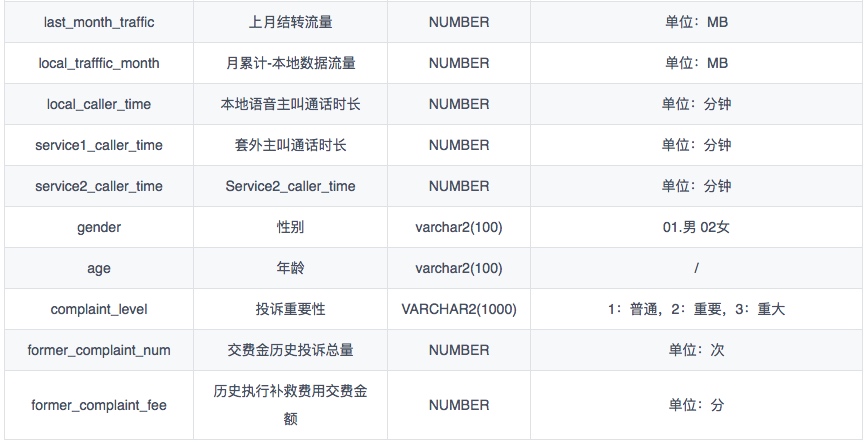 last_month_traffic 上月结转流量 NUMBER 单位：MB
local_trafffic_month 月累计-本地数据流量 NUMBER 单位：MB
local_caller_time 本地语音主叫通话时长 NUMBER 单位：分钟
service1_caller_time 套外主叫通话时长 NUMBER 单位：分钟
service2_caller_time Service2_caller_time NUMBER 单位：分钟
gender 性别 varchar2(100) 01.男 02女
age 年龄 varchar2(100) /
complaint_level 投诉重要性 VARCHAR2(1000) 1：普通，2：重要，3：重大
former_complaint_num 交费金历史投诉总量 NUMBER 单位：次
former_complaint_fee 历史执行补救费用交费金 NUMBER 单位：分
额